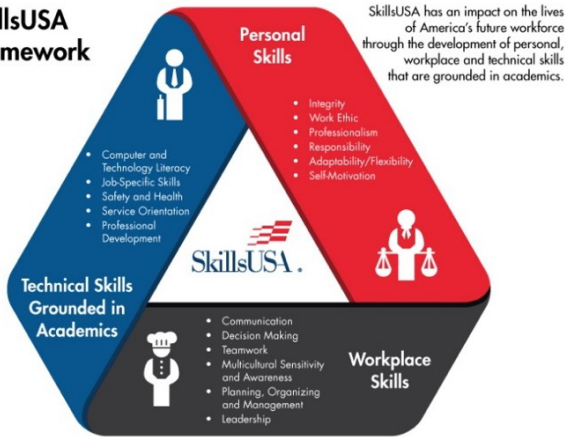 llsUSA
mework
SkillsUSA has an impact on the lives
of America's future workforce
through the development of personal,
workplace and technical skills
that are grounded in academics.
Personal
Skills
• Integrity
• Work Ethic
• Professionalism
• Responsibility
• Adaptability/Flexibility
• Self-Motivation
• Computer and
Technology Literacy
• Job-Specific Skills
• Safety and Health
• Service Orientation
• Professional
Development
SkillsUSA.
Technical Skills
Grounded in
Academics
• Communication
• Decision Making
• Teamwork
• Multicultural Sensitivity
and Awareness
• Planning, Organizing
and Management
• Leadership
Workplace
Skills